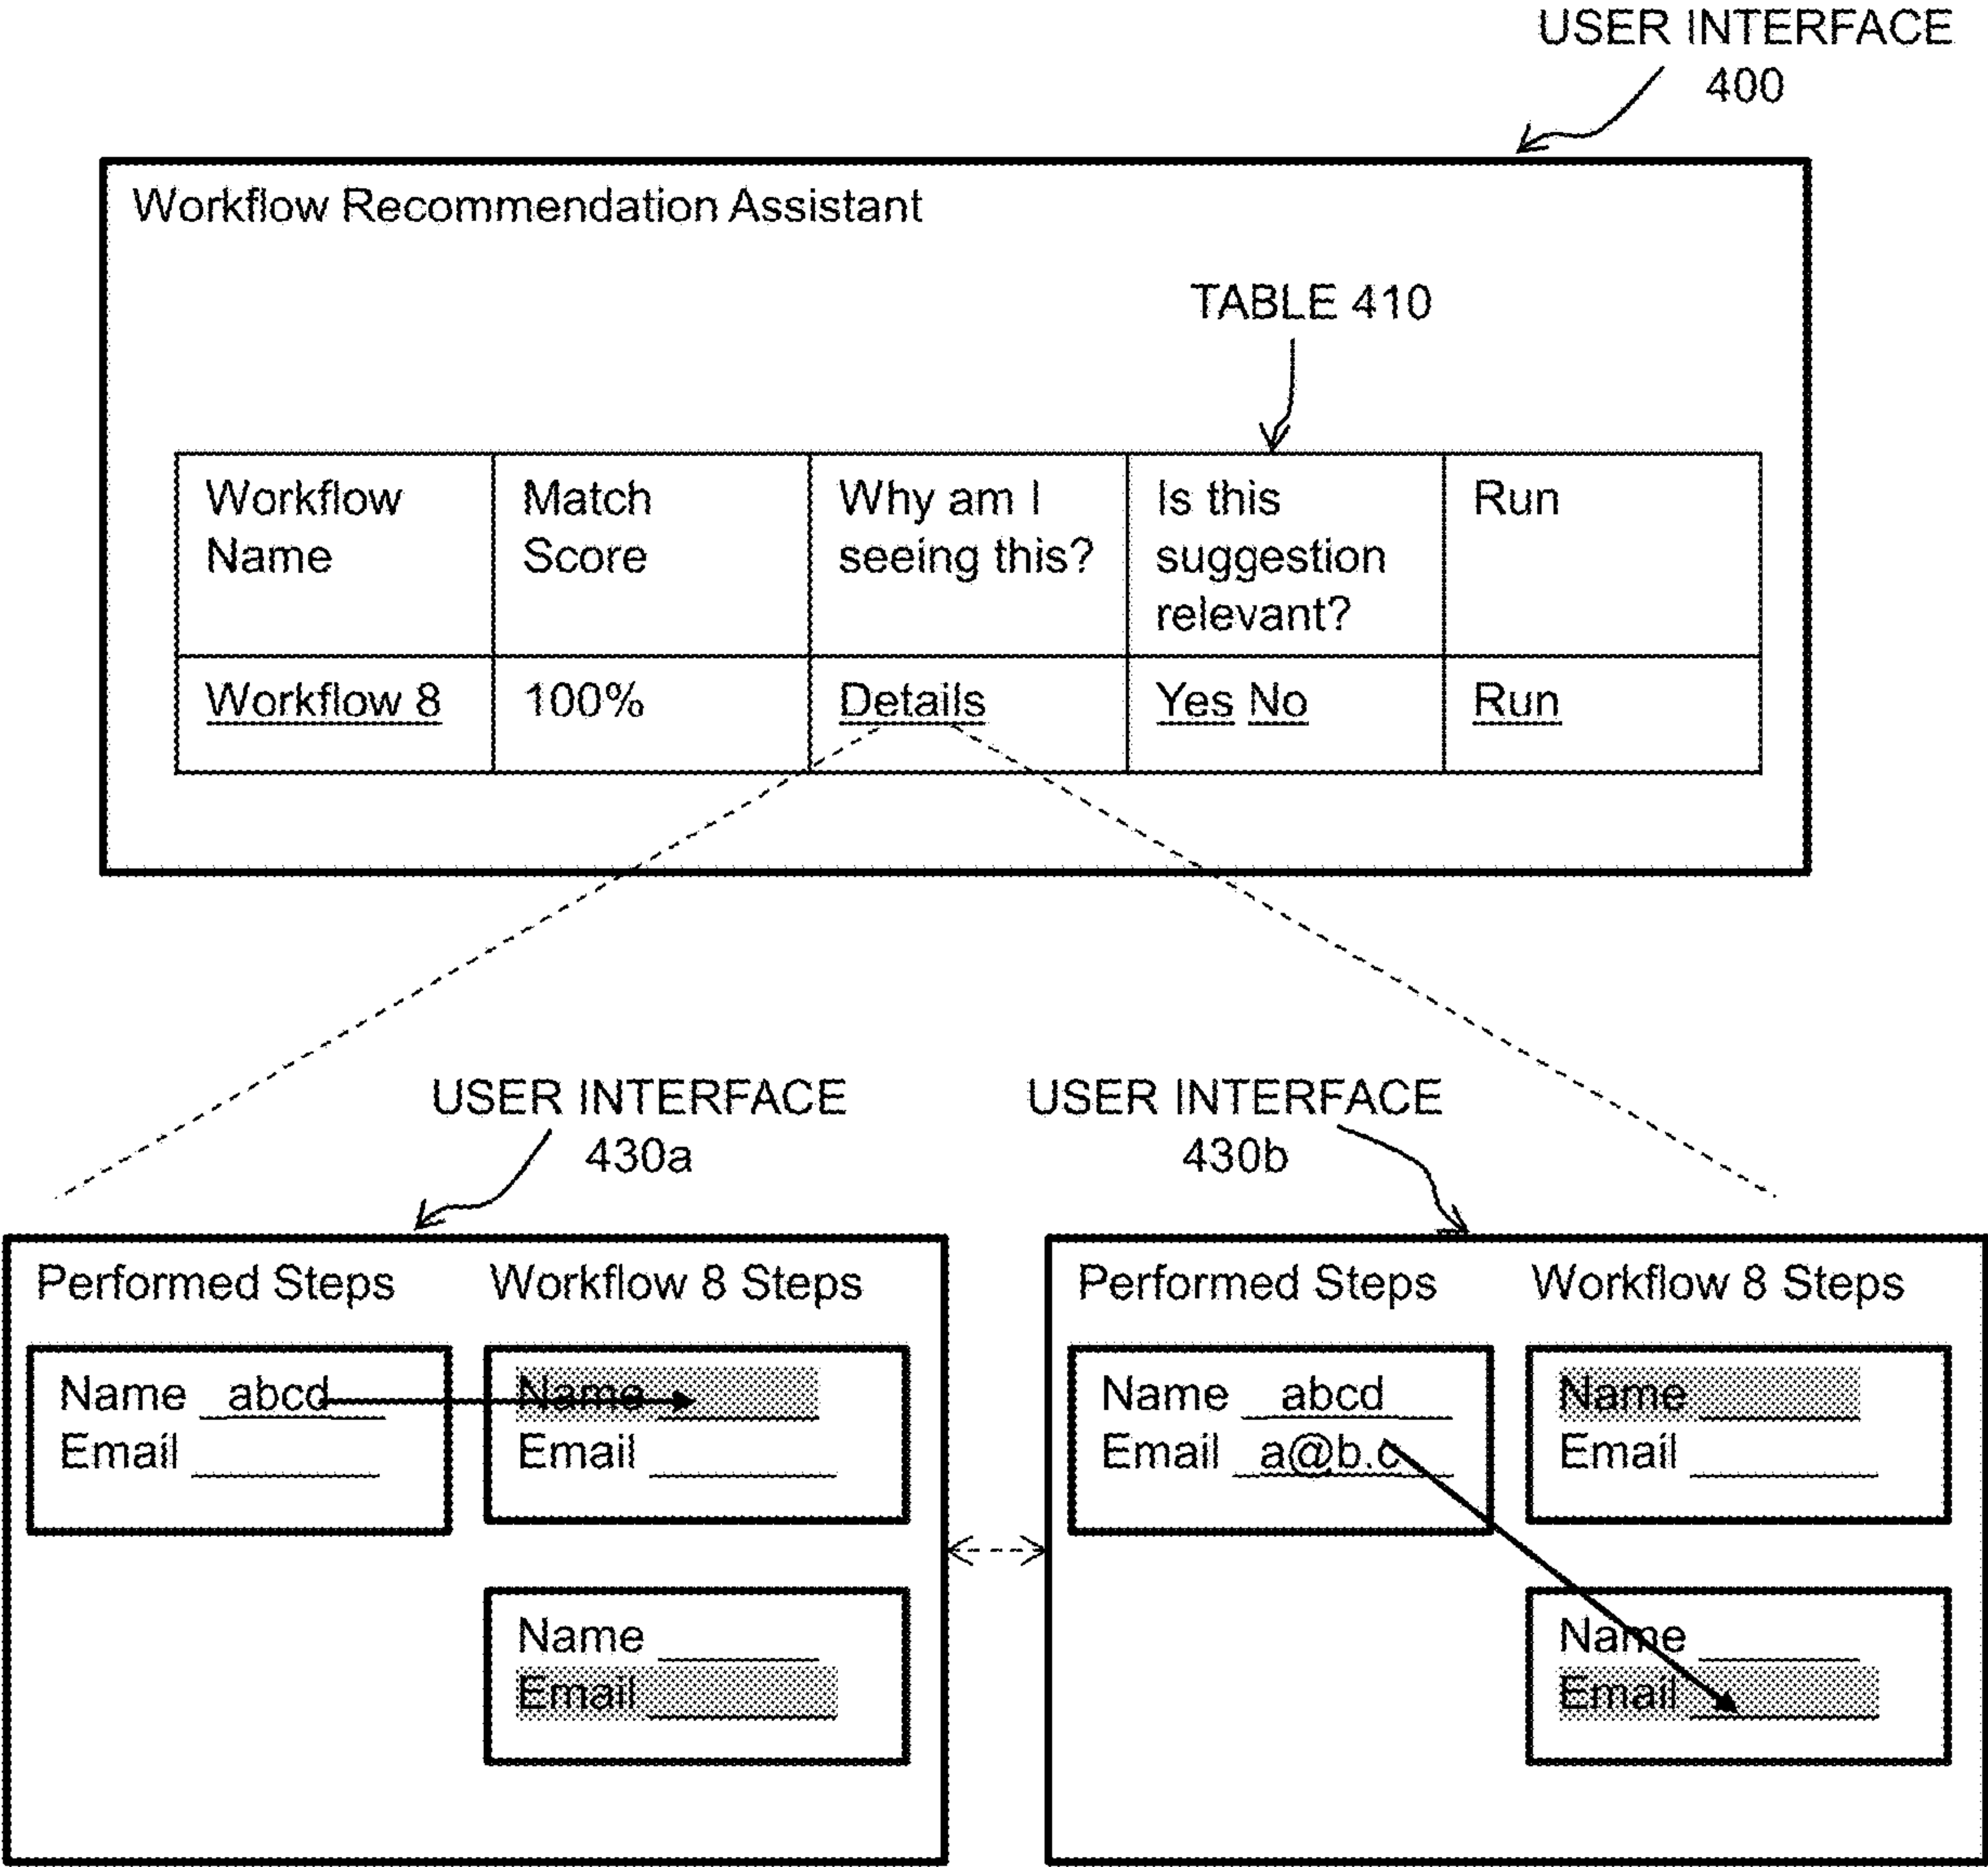 USER INTERFACE
400
Workflow Recommendation Assistant
TABLE 410
Workflow
Name
Match
Score
Why am I
seeing this?
Is this
suggestion
relevant?
Run
Workflow 8
100%
Details
Yes No
Run
USER INTERFACE
430a
USER INTERFACE
430b
Performed Steps
Workflow 8 Steps
Name abcd
Email
Name
Email
Name
Email
Performed Steps
Workflow 8 Steps
Name abcd
Email a@b.c
Name
Email
Name
Email